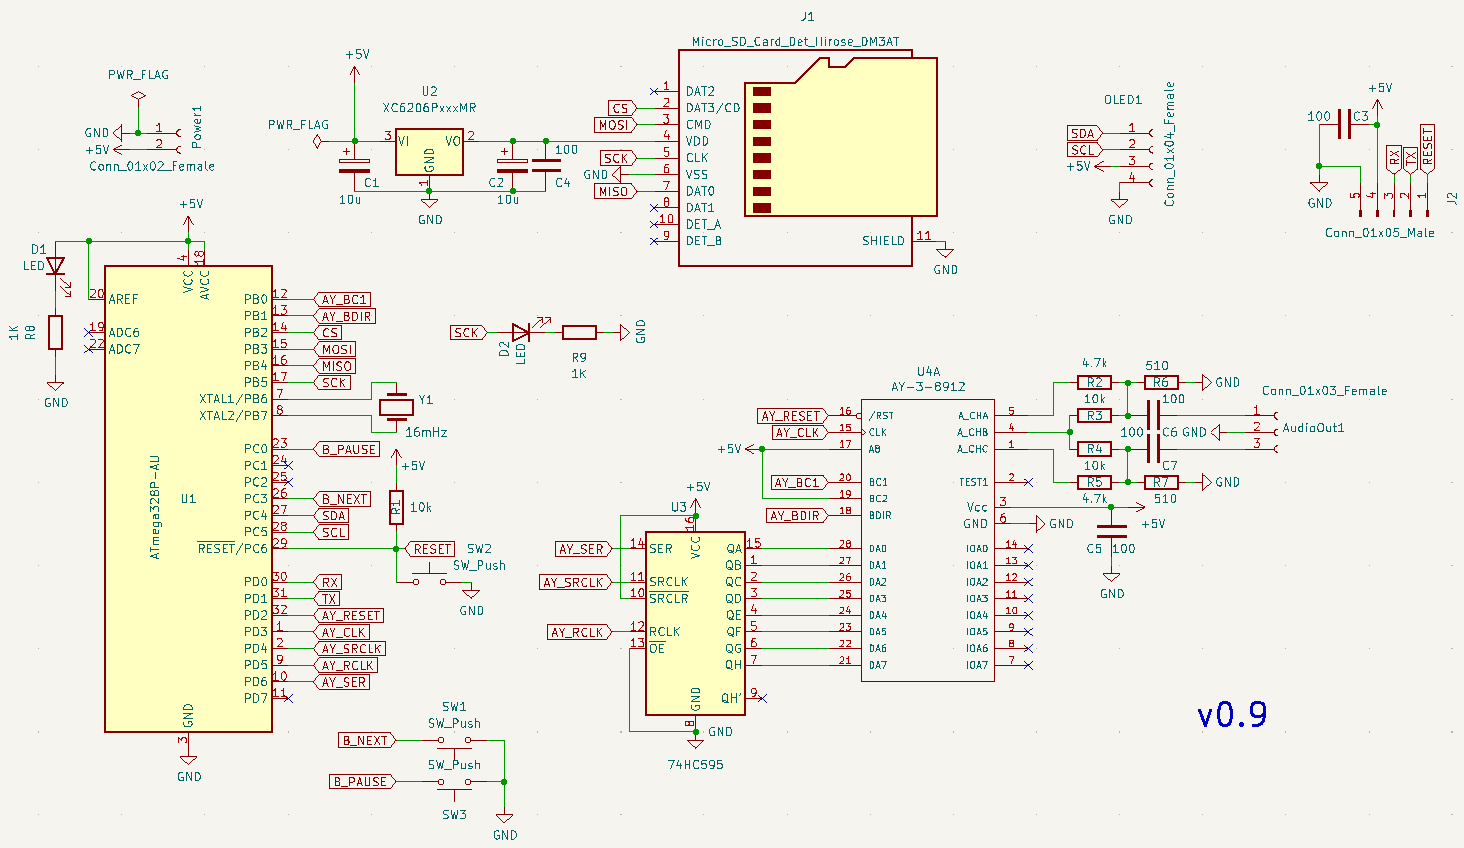 J1
Micro_SD_Card_Det_Hirose_DM3AT
1 DAT2
CS 2 DAT3/CD
MOSI 3 CMD
4 VDD
SCK 5 CLK
GND 6 VSS
MISO 7 DAT0
8 DAT1
10 DET_A
9 DET_B
SHIELD 11
GND
PWR_FLAG
GND 1
+5V 2
Power1
Conn_01x02_Female
+5V
PWR_FLAG
U2
XC6206PxxxMR
3 VI VO 2
GND
1
GND
+ C1
10u
+ C2
10u
100
C4
OLED1
SDA 1
SCL 2
+5V 3
4
GND
Conn_01x04_Female
+5V
100 C3
GND
RX
TX
RESET
5 4 3 2 1
J2
Conn_01x05_Male
+5V
D1
LED
1K
R8
GND
4 18
VCC AVCC
20 AREF
19 ADC6
22 ADC7
U1
ATmega328P-AU
PB0 12 AY_BC1
PB1 13 AY_BDIR
PB2 14 CS
PB3 15 MOSI
PB4 16 MISO
PB5 17 SCK
XTAL1/PB6 7
XTAL2/PB7 8
Y1
16mHz
PC0 23 B_PAUSE
PC1 24
PC2 25
PC3 26 B_NEXT
PC4 27 SDA
PC5 28 SCL
RESET/PC6 29
PD0 30 RX
PD1 31 TX
PD2 32 AY_RESET
PD3 1 AY_CLK
PD4 2 AY_SRCLK
PD5 9 AY_RCLK
PD6 10 AY_SER
PD7 11
GND
3
GND
+5V
R1
10k
RESET
SW2
SW_Push
GND
SCK
D2
LED
R9
1K
GND
SW1
SW_Push
B_NEXT
SW_Push
B_PAUSE
SW3
GND
+5V
U3
16
VCC
AY_SER 14 SER
AY_SRCLK 11 SRCLK
10 SRCLR
AY_RCLK 12 RCLK
13 OE
QA 15
QB 1
QC 2
QD 3
QE 4
QF 5
QG 6
QH 7
QH' 9
GND
8
GND
74HC595
U4A
AY-3-8912
AY_RESET 16 /RST
AY_CLK 15 CLK
+5V 17 A8
AY_BC1 20 BC1
19 BC2
AY_BDIR 18 BDIR
28 DA0
27 DA1
26 DA2
25 DA3
24 DA4
23 DA5
22 DA6
21 DA7
A_CHA 5
A_CHB 4
A_CHC 1
TEST1 2
Vcc 3
GND 6
IOA0 14
IOA1 13
IOA2 12
IOA3 11
IOA4 10
IOA5 9
IOA6 8
IOA7 7
4.7k
R2
10k
R3
R4
10k
R5
4.7k
510
R6
GND
100
100 C6
C7
R7
510
GND
GND
GND
+5V
C5 100
GND
Conn_01x03_Female
1
2
3
AudioOut1
v0.9